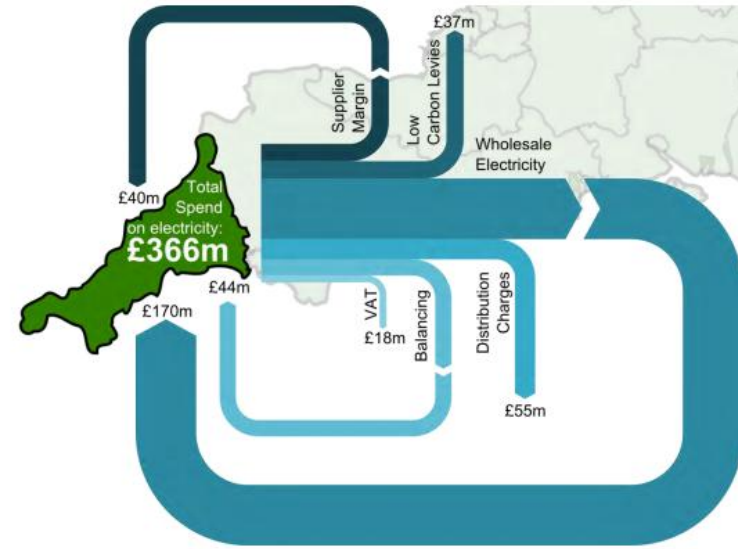 £37m
Supplier
Margin
Low
Carbon Levies
Wholesale
Electricity
£40m
Total
Spend
on electricity:
£366m
£44m
£170m
VAT
£18m
Balancing
Distribution
Charges
£55m